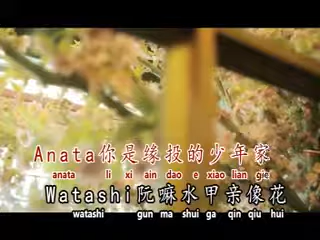 Anata你是缘投的少年家
anata li xi ain dao e xiao lian gie
Watashi阮嘛水甲亲像花
watashi gun ma shui ga qin qiu hui